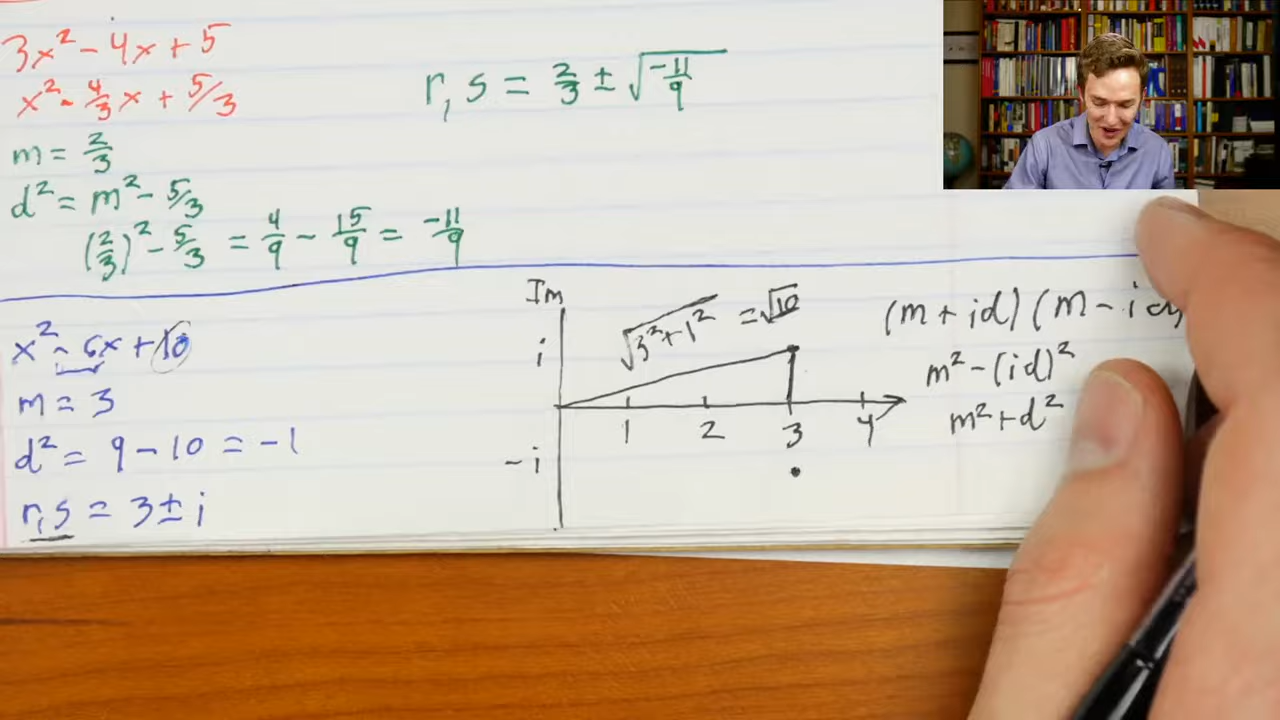 3x² - 4x + 5
x² - 4/3 x + 5/3
m = 2/3
d² = m² - 5/3
(2/3)² - 5/3 = 4/9 - 15/9 = -11/9
r, s = 2/3 ± √(-11/9)
x² - 6x + 10
m = 3
d² = 9 - 10 = -1
r, s = 3 ± i
Im
i
-i
√3² + 1² = √10
1 2 3 4
(m + id)(m - id)
m² - (id)²
m² + d²